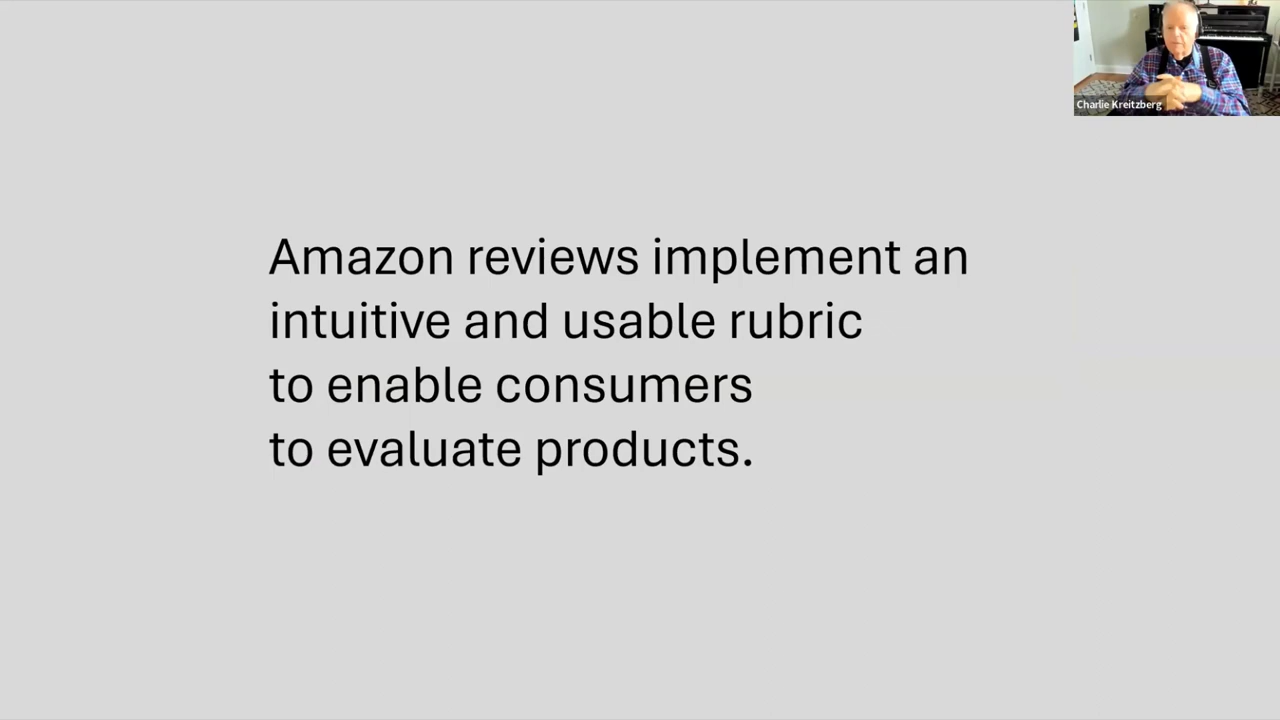 Charlie Kreitzberg
Amazon reviews implement an
intuitive and usable rubric
to enable consumers
to evaluate products.